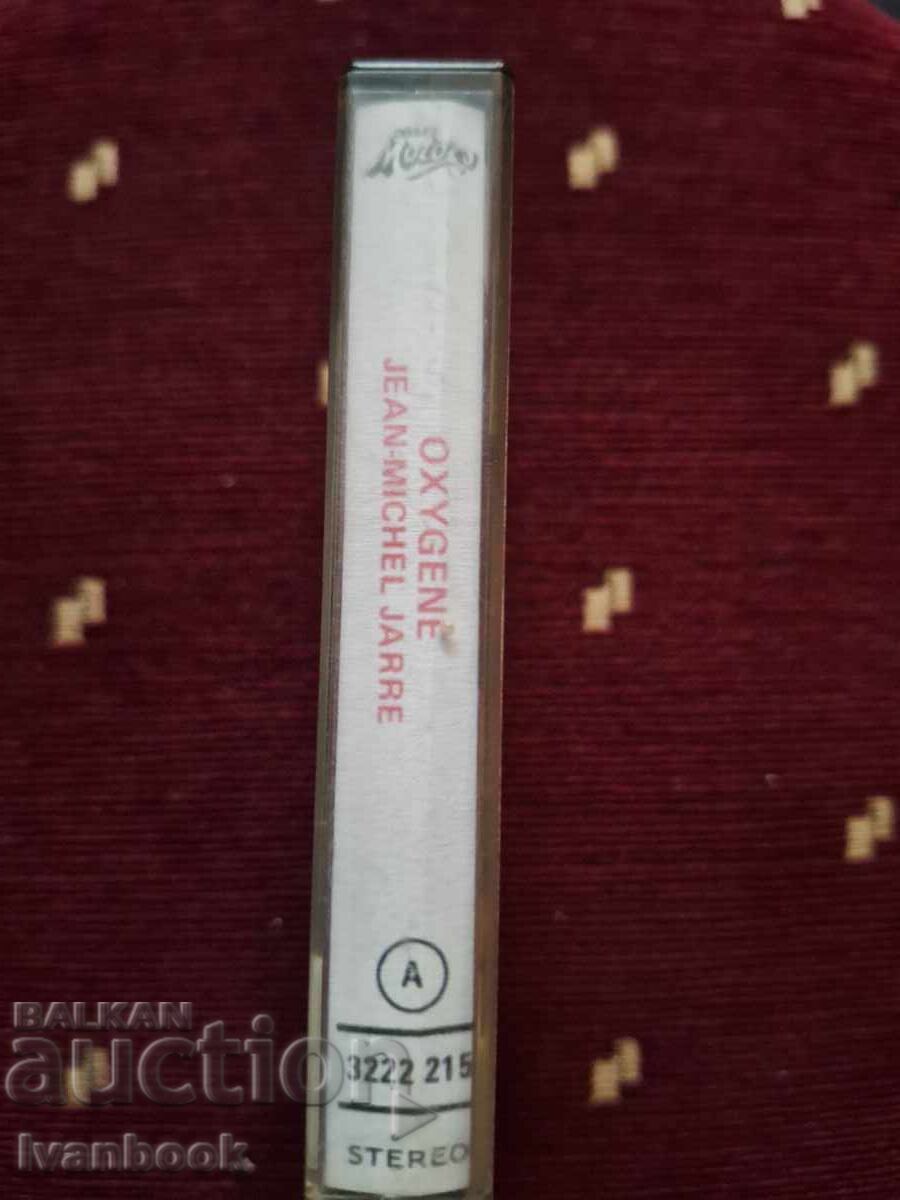 OXYGENE
JEAN-MICHEL JARRE
A
3222 215
STEREO
BALKAN
auction
Ivanbook